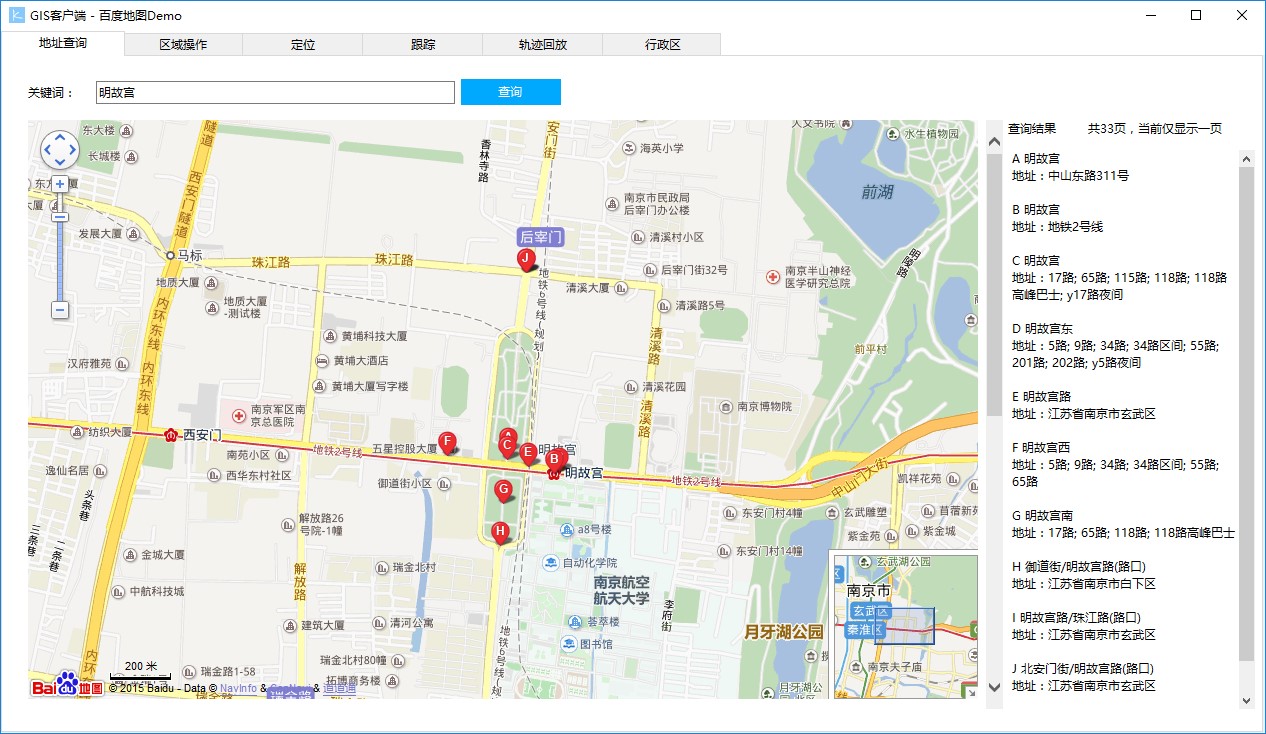 GIS客户端 - 百度地图Demo
地址查询
区域操作
定位
跟踪
轨迹回放
行政区
关键词：
明故宫
查询
查询结果
共33页，当前仅显示一页
A 明故宫
地址：中山东路311号
B 明故宫
地址：地铁2号线
C 明故宫
地址：17路; 65路; 115路; 118路; 118路
高峰巴士; y17路夜间
D 明故宫东
地址：5路; 9路; 34路; 34路区间; 55路;
201路; 202路; y5路夜间
E 明故宫路
地址：江苏省南京市玄武区
F 明故宫西
地址：5路; 9路; 34路; 34路区间; 55路;
65路
G 明故宫南
地址：17路; 65路; 118路; 118路高峰巴士
H 御道街/明故宫路(路口)
地址：江苏省南京市白下区
I 明故宫路/珠江路(路口)
地址：江苏省南京市玄武区
J 北安门街/明故宫路(路口)
地址：江苏省南京市玄武区
东大楼
长城楼
隧道
西安门隧道
发展大厦
马标
珠江路
珠江路
地质大厦
地质大厦
-测试楼
内环东线
内环东线
汉府雅苑
黄埔科技大厦
黄埔大酒店
黄埔大厦写字楼
南京军区南
京总医院
纺织大厦
西安门
地铁2号线
五星控股大厦
南苑小区
西华东村社区
逸仙名居
头条巷
二条巷
三条巷
金城大厦
中航科技城
解放路26
号院-1幢
解放路
建筑大厦
瑞金路1-58
瑞金北村
清河公寓
瑞金北村80幢
拓博商务楼
御道街小区
香林寺路
安门街
海英小学
南京市民政局
后宰门办公楼
后宰门
清溪村小区
后宰门街32号
清溪大厦
清溪路5号
清溪路
清溪花园
清溪路
地铁6号线(规划)
南京半山神经
医学研究总院
人文书院
水生植物园
前湖
明陵路
前平村
南京博物院
J
F
A
C
E
B
G
H
明故宫
明故宫
地铁2号线
中山门大街
凯祥花苑
东安门村4幢
东安门村14幢
玄武雕塑
紫金苑
紫金城
a8号楼
自动化学院
南京航空
航天大学
荟萃楼
图书馆
李府街
月牙湖公园
月牙湖公
玄武湖公园
南京市
玄武区
秦淮区
南京夫子庙
200 米
Bai du 地图
© 2015 Baidu - Data © NavInfo & CenNavi & 道道通